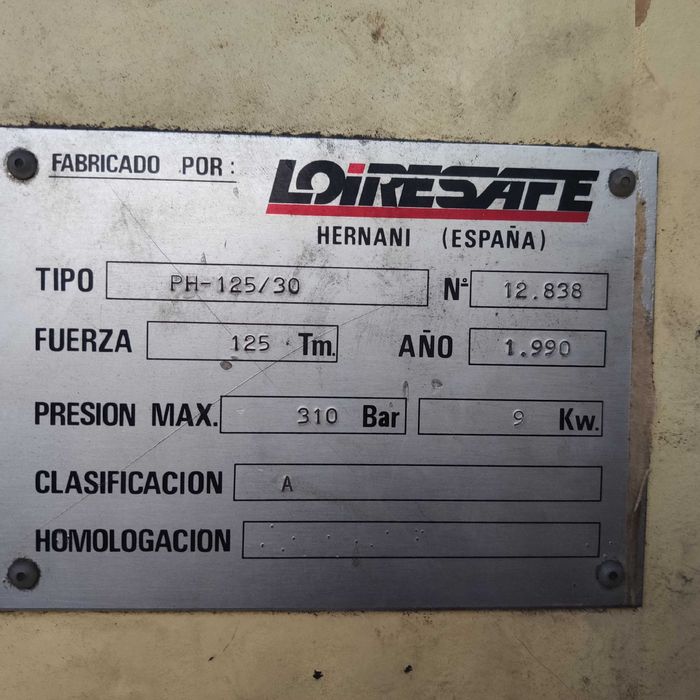 FABRICADO POR: LOIRESAFE
HERNANI (ESPAÑA)
TIPO PH-125/30 Nº 12.838
FUERZA 125 Tm. AÑO 1.990
PRESION MAX. 310 Bar 9 Kw.
CLASIFICACION A
HOMOLOGACION